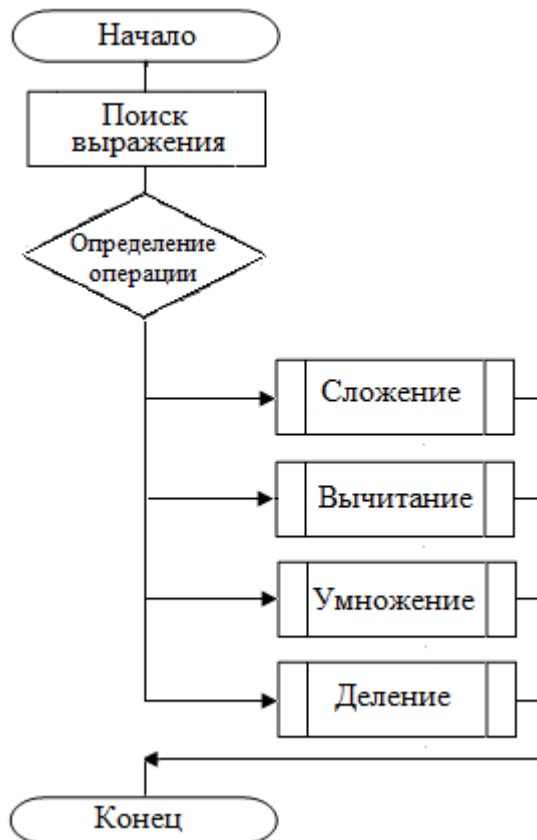 Начало
Поиск
выражения
Определение
операции
Сложение
Вычитание
Умножение
Деление
Конец